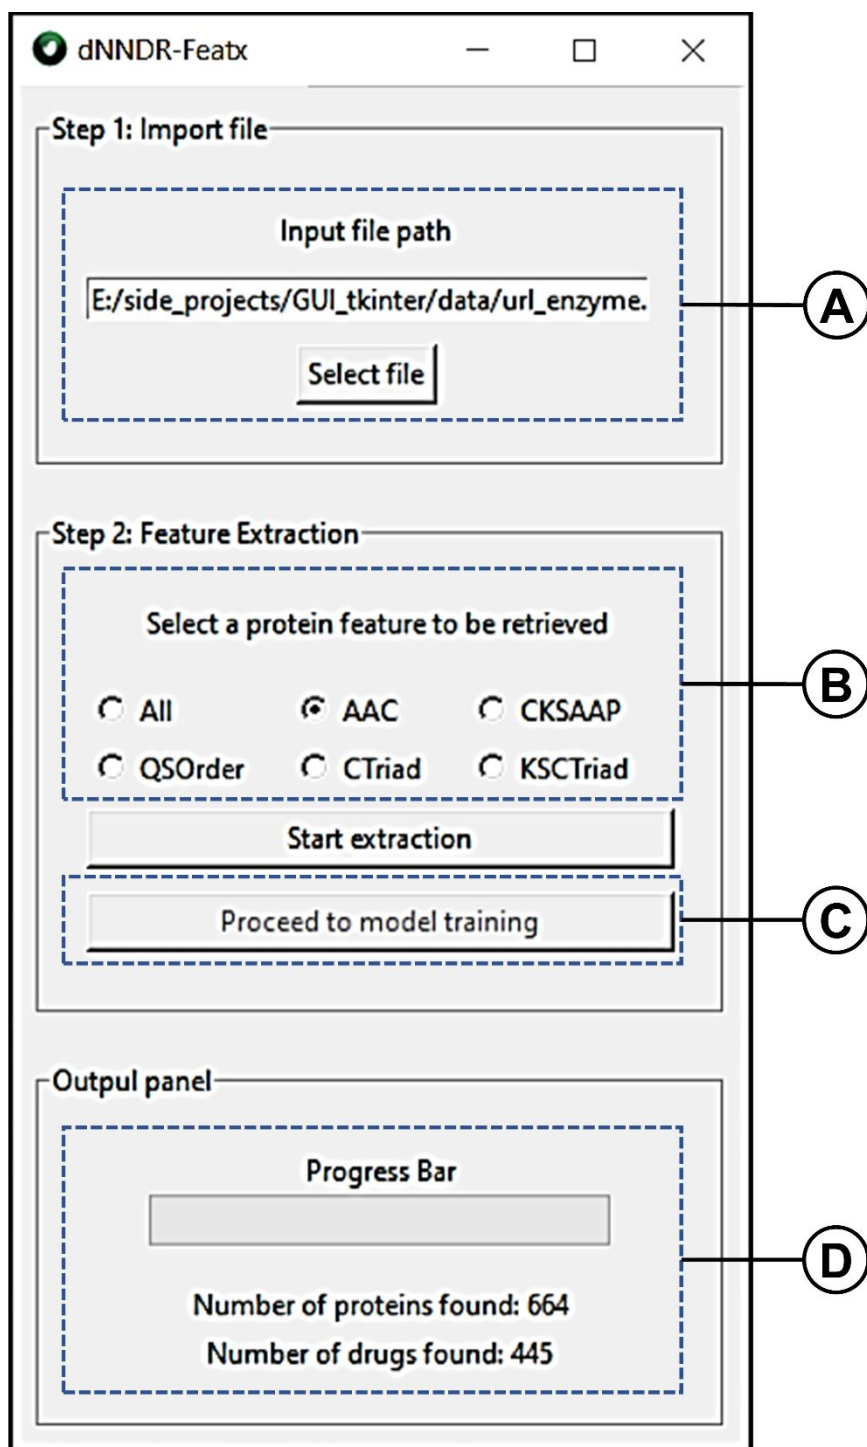 dNNDR-Featx
Step 1: Import file
Input file path
E:/side_projects/GUI_tkinter/data/url_enzyme.
A
Select file
Step 2: Feature Extraction
Select a protein feature to be retrieved
B
All AAC CKSAAP
QSOrder CTriad KSCTriad
Start extraction
Proceed to model training
C
Outpul panel
Progress Bar
D
Number of proteins found: 664
Number of drugs found: 445